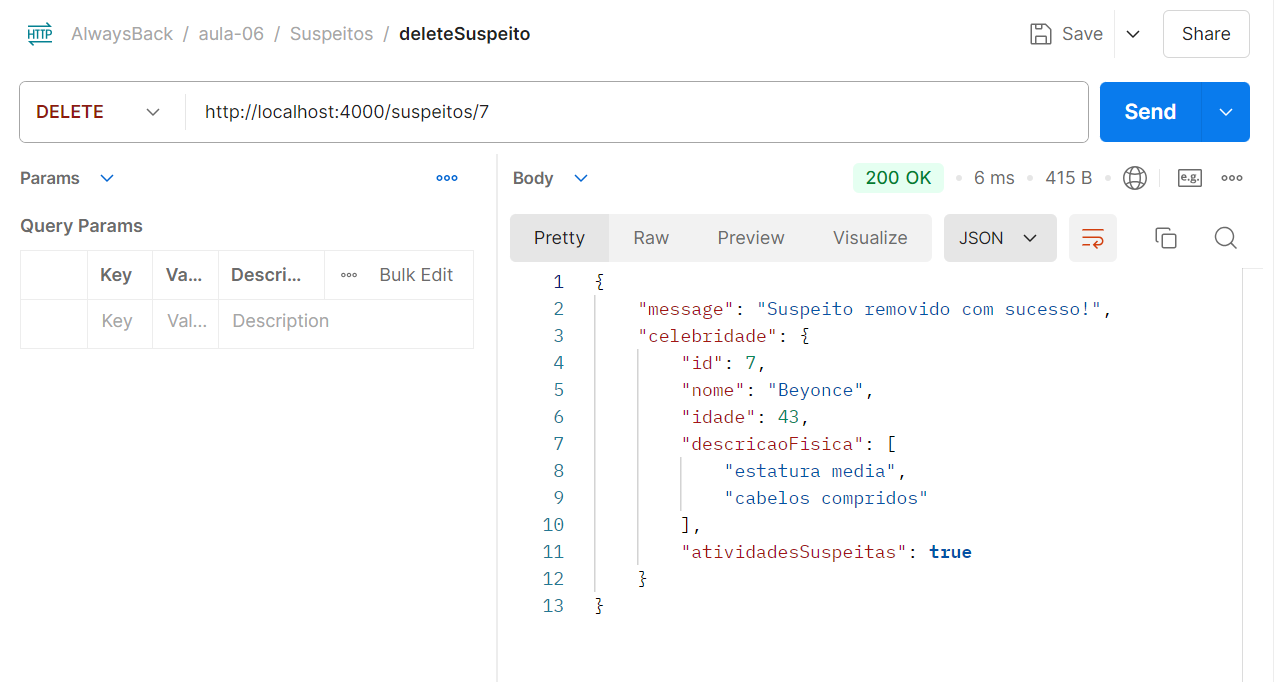 HTTP AlwaysBack / aula-06 / Suspeitos / deleteSuspeito Save Share
DELETE http://localhost:4000/suspeitos/7 Send
Params
Body 200 OK • 6 ms • 415 B • e.g.
Query Params
Pretty Raw Preview Visualize JSON
Key Va... Descri... Bulk Edit
Key Val... Description
1 {
2 "message": "Suspeito removido com sucesso!",
3 "celebridade": {
4 "id": 7,
5 "nome": "Beyonce",
6 "idade": 43,
7 "descricaoFisica": [
8 "estatura media",
9 "cabelos compridos"
10 ],
11 "atividadesSuspeitas": true
12 }
13 }